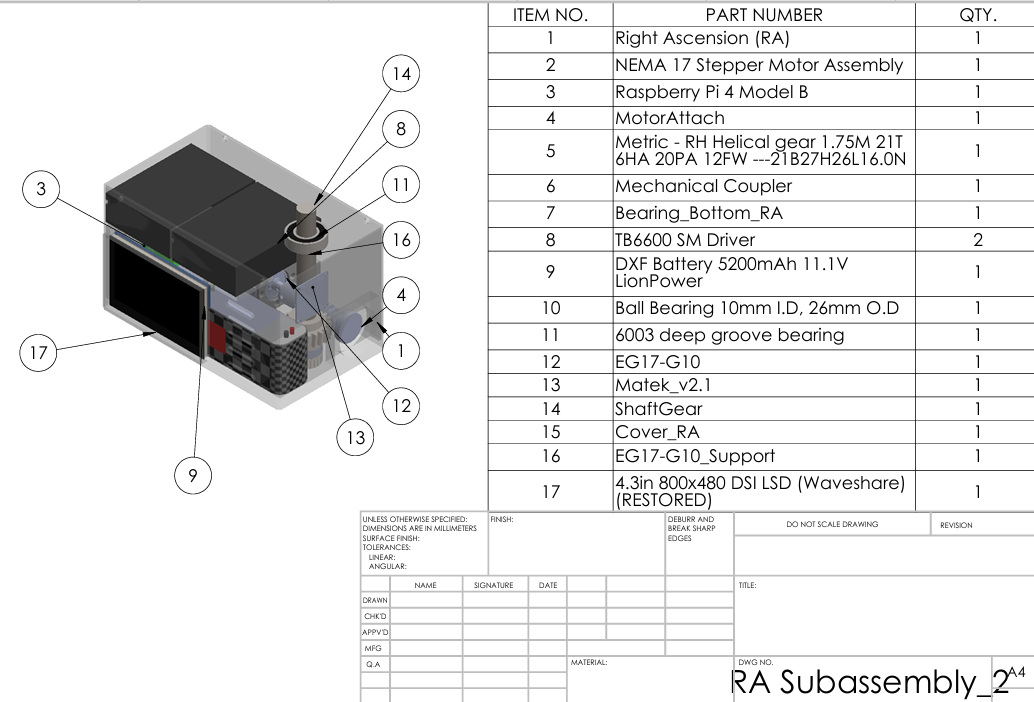 ITEM NO. PART NUMBER QTY.
1 Right Ascension (RA) 1
2 NEMA 17 Stepper Motor Assembly 1
3 Raspberry Pi 4 Model B 1
4 MotorAttach 1
5 Metric - RH Helical gear 1.75M 21T 1
6HA 20PA 12FW ---21B27H26L16.0N
6 Mechanical Coupler 1
7 Bearing_Bottom_RA 1
8 TB6600 SM Driver 2
9 DXF Battery 5200mAh 11.1V 1
LionPower
10 Ball Bearing 10mm I.D, 26mm O.D 1
11 6003 deep groove bearing 1
12 EG17-G10 1
13 Matek_v2.1 1
14 ShaftGear 1
15 Cover_RA 1
16 EG17-G10_Support 1
17 4.3in 800x480 DSI LSD (Waveshare) 1
(RESTORED)
14
8
3
11
16
4
17
1
12
13
9
UNLESS OTHERWISE SPECIFIED:
DIMENSIONS ARE IN MILLIMETERS
SURFACE FINISH:
TOLERANCES:
LINEAR:
ANGULAR:
FINISH:
DEBURR AND
BREAK SHARP
EDGES
DO NOT SCALE DRAWING
REVISION
NAME SIGNATURE DATE
TITLE:
DRAWN
CHK'D
APPV'D
MFG
Q.A
MATERIAL:
DWG NO.
RA Subassembly_2
A4